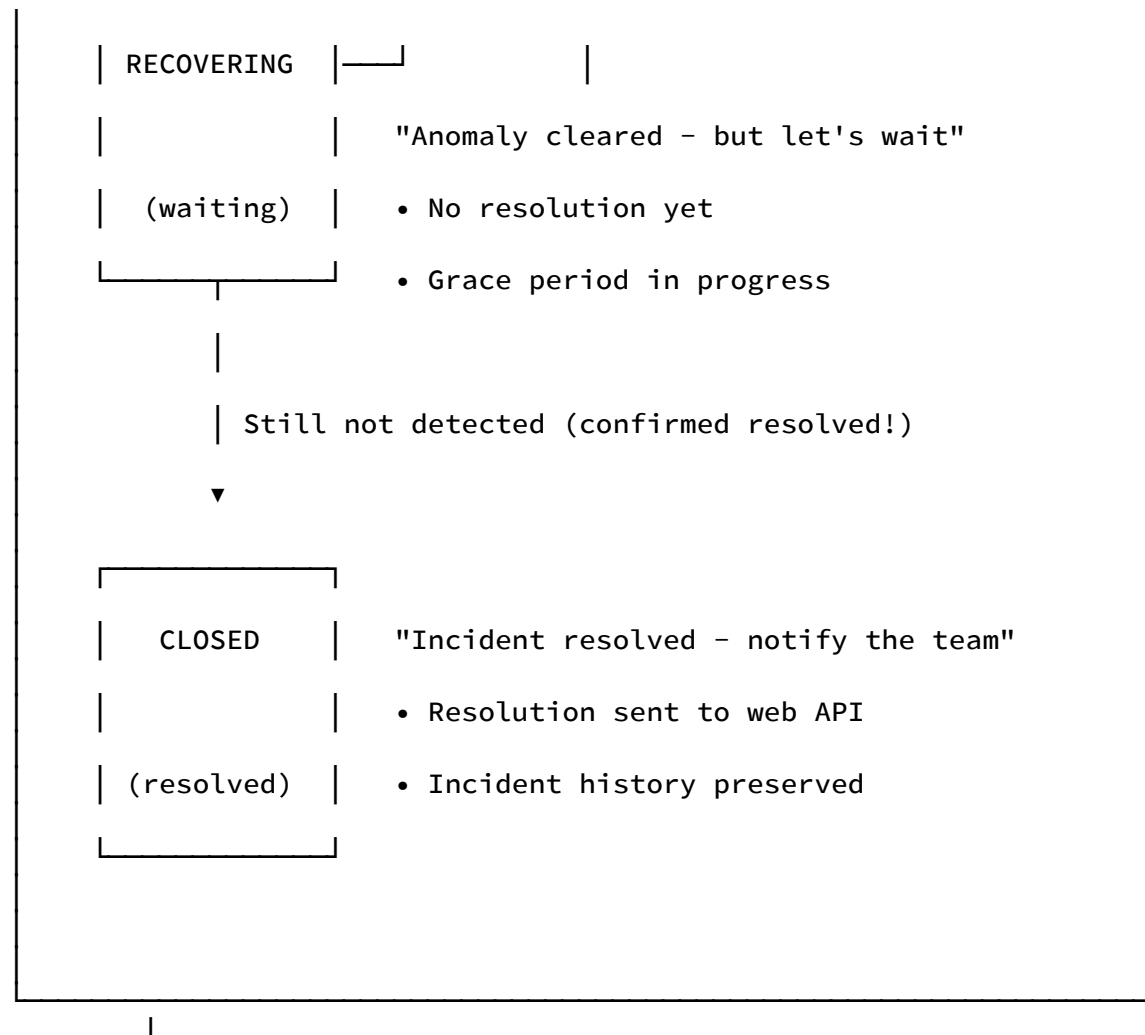 RECOVERING
"Anomaly cleared - but let's wait"
(waiting) • No resolution yet
• Grace period in progress
Still not detected (confirmed resolved!)
▼
CLOSED "Incident resolved - notify the team"
• Resolution sent to web API
(resolved) • Incident history preserved